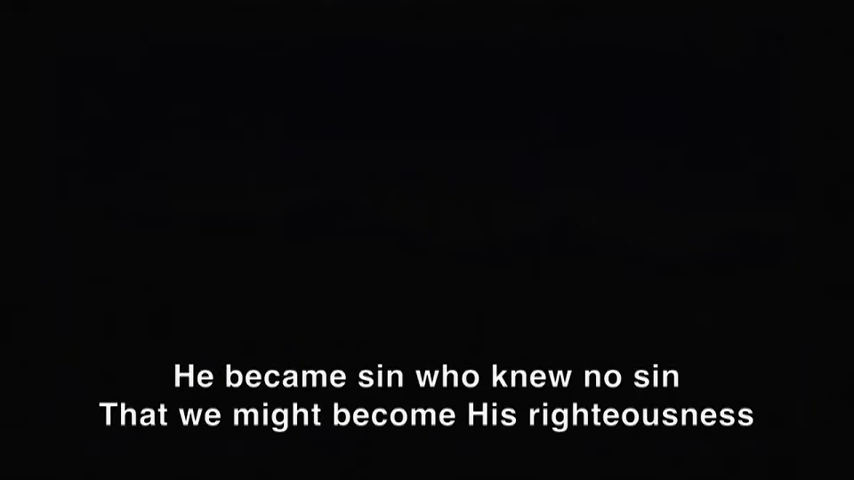 He became sin who knew no sin
That we might become His righteousness